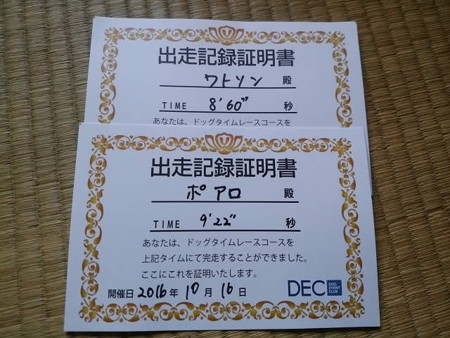 出走記録証明書
ワトソン 殿
TIME 8'60" 秒
あなたは、ドッグタイムレースコースを
出走記録証明書
ポアロ 殿
TIME 9'22" 秒
あなたは、ドッグタイムレースコースを
上記タイムにて完走することができました。
ここにこれを証明いたします。
開催日 2016年 10月 16日 DEC